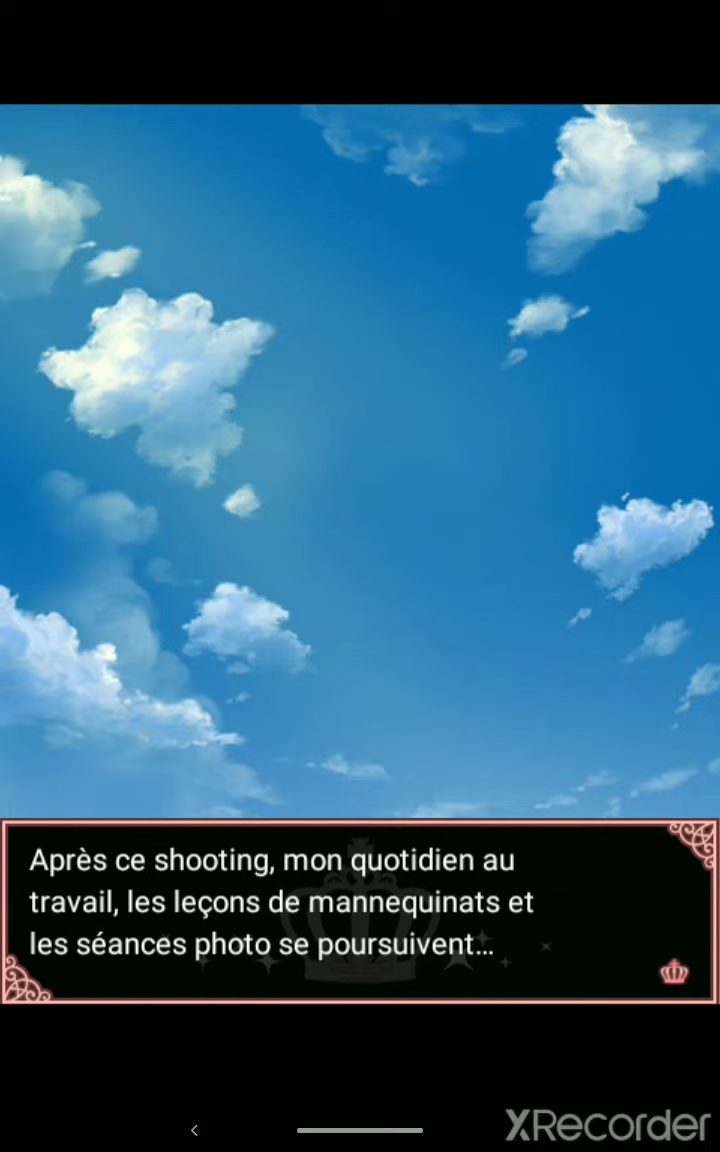 Après ce shooting, mon quotidien au
travail, les leçons de mannequinats et
les séances photo se poursuivent...
XRecorder